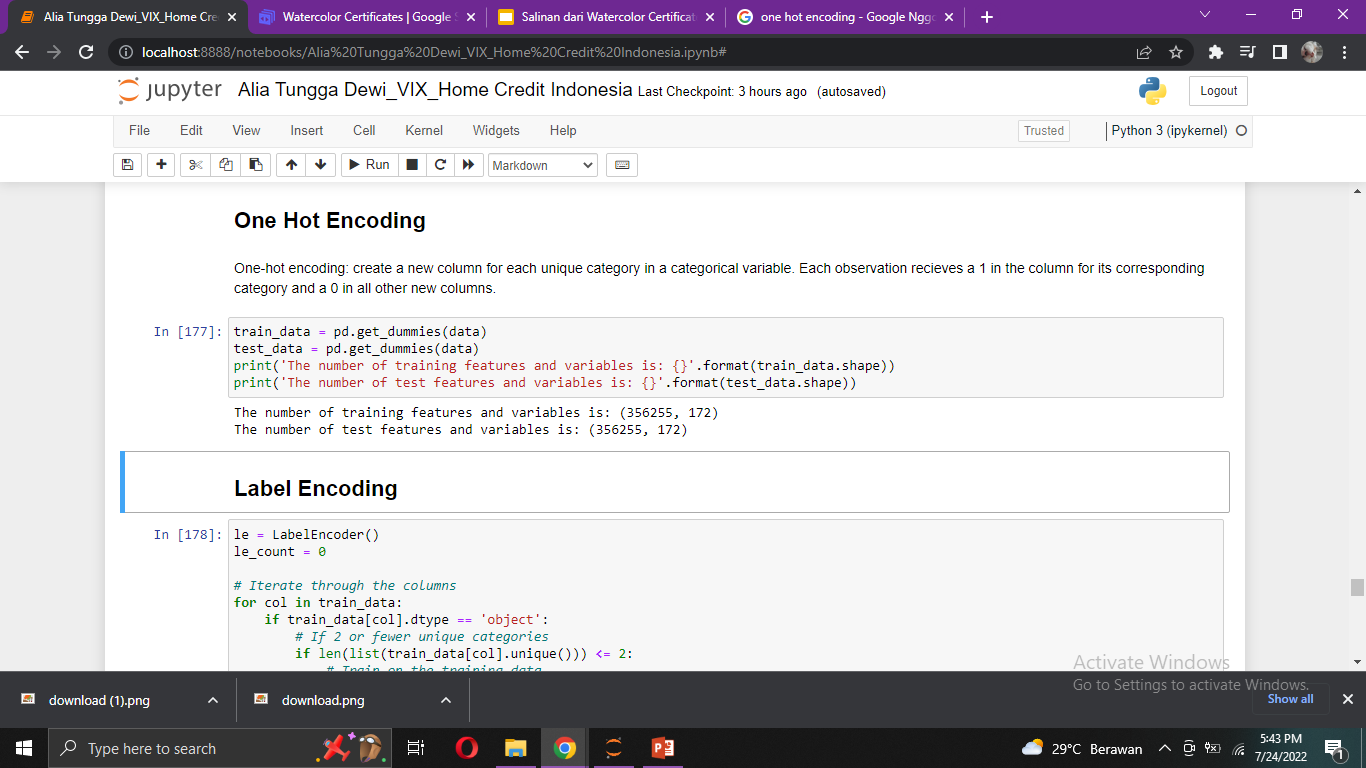 Alia Tungga Dewi_VIX_Home Cre
Watercolor Certificates | Google S
Salinan dari Watercolor Certificat
one hot encoding - Google Ngg
localhost:8888/notebooks/Alia%20Tungga%20Dewi_VIX_Home%20Credit%20Indonesia.ipynb#
jupyter Alia Tungga Dewi_VIX_Home Credit Indonesia Last Checkpoint: 3 hours ago (autosaved)
Logout
File Edit View Insert Cell Kernel Widgets Help
Trusted
Python 3 (ipykernel)
Run
Markdown
One Hot Encoding
One-hot encoding: create a new column for each unique category in a categorical variable. Each observation recieves a 1 in the column for its corresponding
category and a 0 in all other new columns.
In [177]: train_data = pd.get_dummies(data)
test_data = pd.get_dummies(data)
print('The number of training features and variables is: {}'.format(train_data.shape))
print('The number of test features and variables is: {}'.format(test_data.shape))
The number of training features and variables is: (356255, 172)
The number of test features and variables is: (356255, 172)
Label Encoding
In [178]: le = LabelEncoder()
le_count = 0
# Iterate through the columns
for col in train_data:
if train_data[col].dtype == 'object':
# If 2 or fewer unique categories
if len(list(train_data[col].unique())) <= 2:
# Train on the training data
Activate Windows
Go to Settings to activate Windows.
download (1).png
download.png
Show all
Type here to search
29°C Berawan
5:43 PM
7/24/2022
1